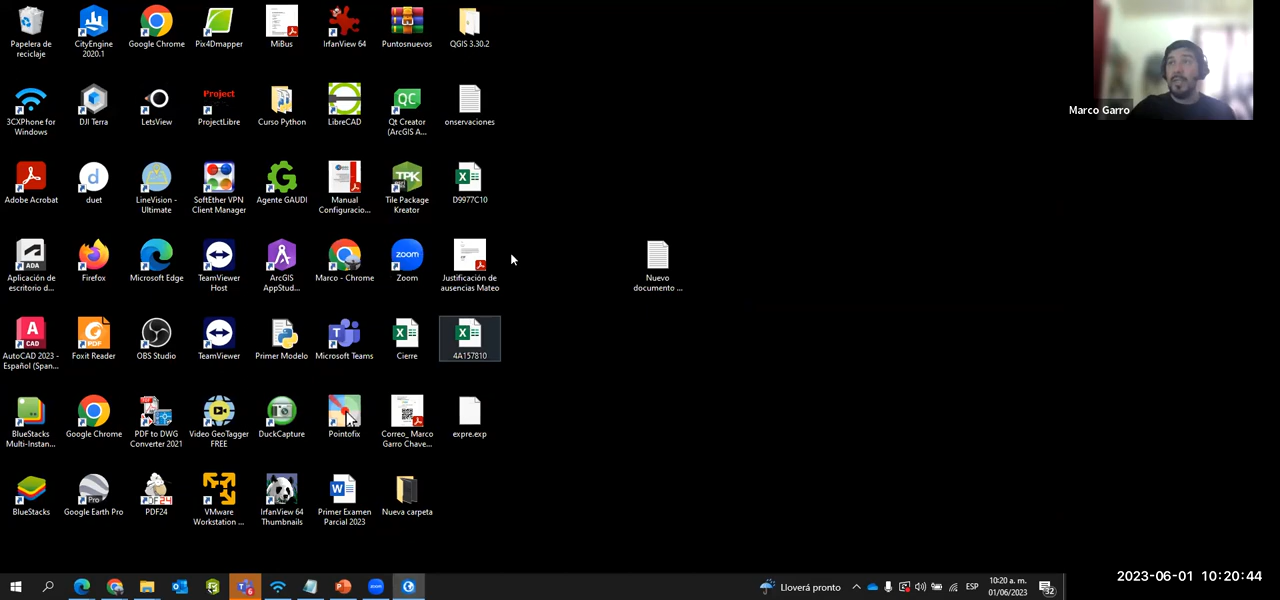 Papelera de
reciclaje
CityEngine
2020.1
Google Chrome
Pix4Dmapper
MiBus
IrfanView 64
Puntosnuevos
QGIS 3.30.2
Marco Garro
3CXPhone for
Windows
DJI Terra
LetsView
Project
ProjectLibre
Curso Python
LibreCAD
QC
Qt Creator
(ArcGIS A...
onservaciones
Adobe Acrobat
d
duet
LineVision -
Ultimate
SoftEther VPN
Client Manager
Agente GAUDI
Manual
Configuracio...
TPK
Tile Package
Kreator
D9977C10
ADA
Aplicación de
escritorio d...
Firefox
Microsoft Edge
TeamViewer
Host
ArcGIS
AppStud...
Marco - Chrome
zoom
Zoom
Justificación de
ausencias Mateo
Nuevo
documento ...
A
CAD
AutoCAD 2023 -
Español (Span...
Foxit Reader
OBS Studio
TeamViewer
Primer Modelo
Microsoft Teams
Cierre
4A157810
BlueStacks
Multi-Instan...
Google Chrome
PDF to DWG
Converter 2021
Video GeoTagger
FREE
DuckCapture
Pointofix
Correo_ Marco
Garro Chave...
expre.exp
BlueStacks
Pro
Google Earth Pro
PDF24
VMware
Workstation ...
IrfanView 64
Thumbnails
W
Primer Examen
Parcial 2023
Nueva carpeta
Lloverá pronto
ESP
10:20 a. m.
01/06/2023
32
2023-06-01 10:20:44